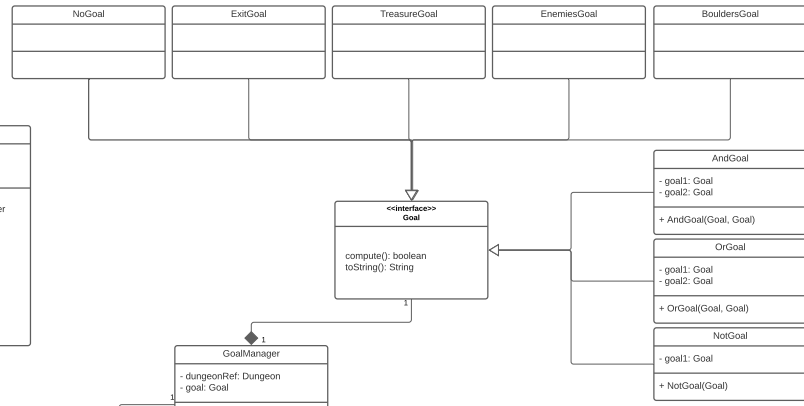 NoGoal
ExitGoal
TreasureGoal
EnemiesGoal
BouldersGoal
er
<<interface>>
Goal
compute(): boolean
toString(): String
1
1
GoalManager
- dungeonRef: Dungeon
- goal: Goal
1
AndGoal
- goal1: Goal
- goal2: Goal
+ AndGoal(Goal, Goal)
OrGoal
- goal1: Goal
- goal2: Goal
+ OrGoal(Goal, Goal)
NotGoal
- goal1: Goal
+ NotGoal(Goal)